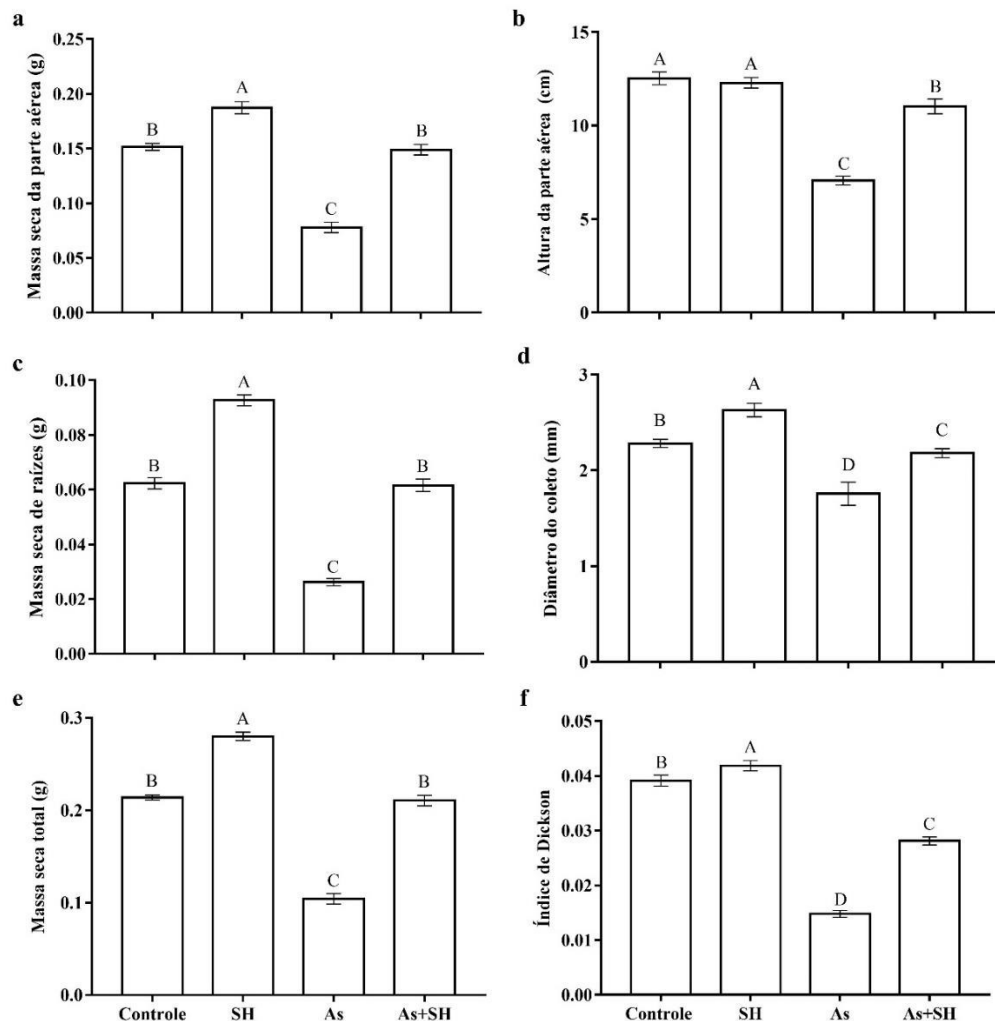 a
Massa seca da parte aérea (g)
0.25
0.20
0.15
0.10
0.05
0.00
B
A
C
B
b
Altura da parte aérea (cm)
15
10
5
0
A
A
C
B
c
Massa seca de raízes (g)
0.10
0.08
0.06
0.04
0.02
0.00
B
A
C
B
d
Diâmetro do coleto (mm)
3
2
1
0
B
A
D
C
e
Massa seca total (g)
0.3
0.2
0.1
0.0
B
A
C
B
Controle SH As As+SH
f
Índice de Dickson
0.05
0.04
0.03
0.02
0.01
0.00
B
A
D
C
Controle SH As As+SH